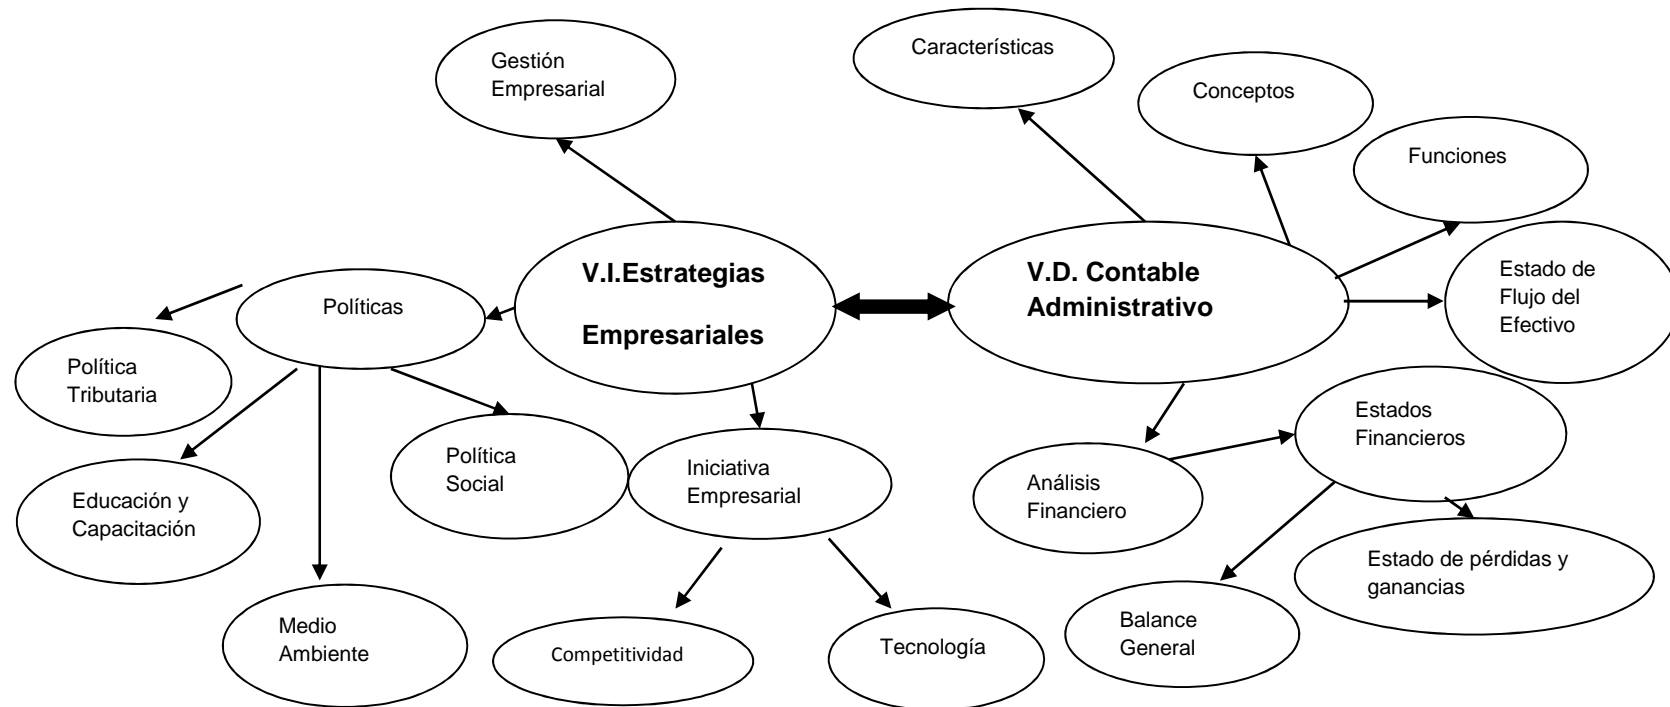 Gestión
Empresarial
Características
Conceptos
Funciones
V.I.Estrategias
Empresariales
V.D. Contable
Administrativo
Estado de
Flujo del
Efectivo
Políticas
Política
Tributaria
Educación y
Capacitación
Política
Social
Iniciativa
Empresarial
Análisis
Financiero
Estados
Financieros
Medio
Ambiente
Competitividad
Tecnología
Balance
General
Estado de pérdidas y
ganancias